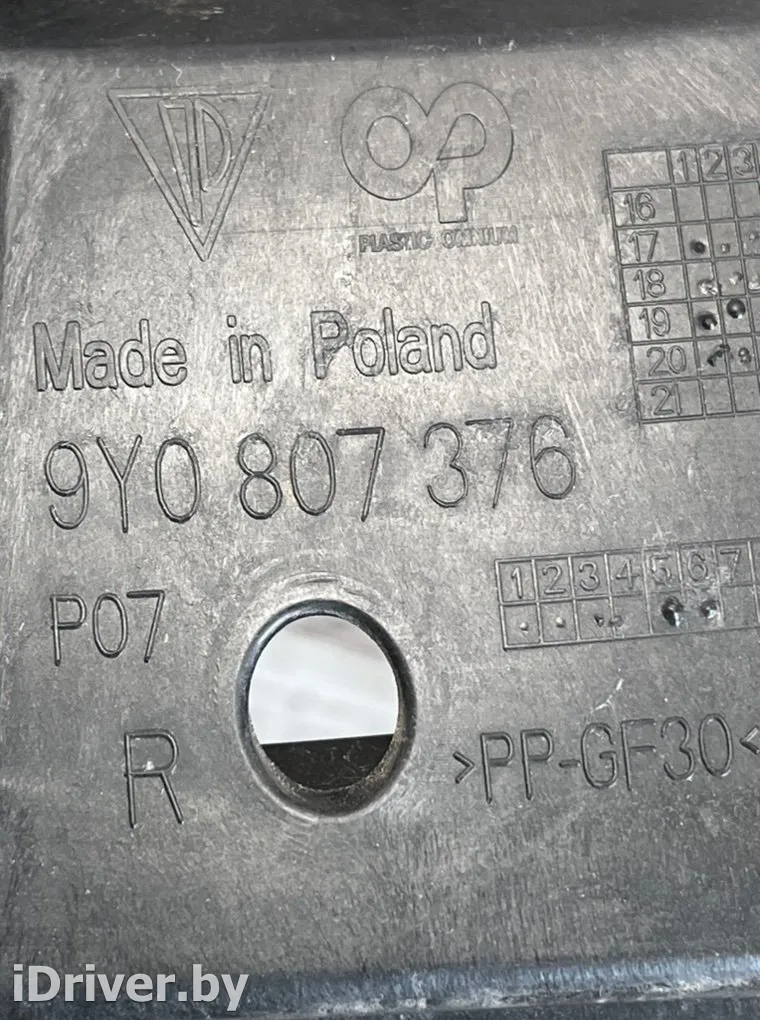 OP
PLASTIC OMNIUM
Made in Poland
9Y0 807 376
P07
R
>PP-GF30<
1 2 3
16
17
18
19
20
21
1 2 3 4 5 6 7
iDriver.by